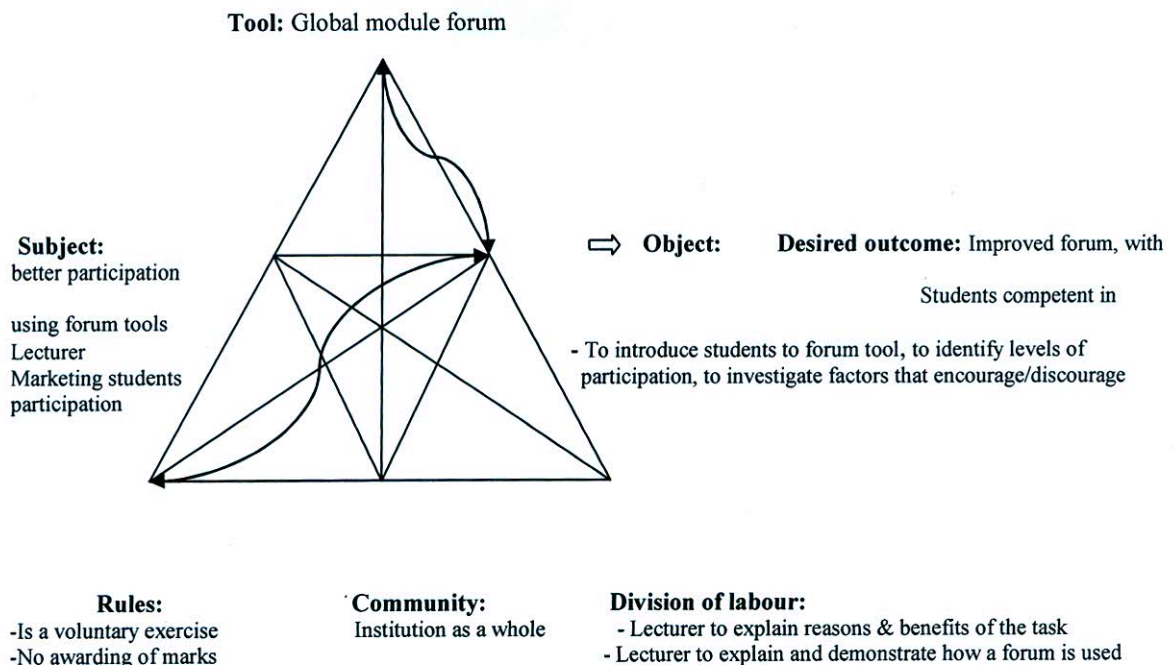 Tool: Global module forum
Subject:
better participation
using forum tools
Lecturer
Marketing students
participation
⇨ Object: Desired outcome: Improved forum, with
Students competent in
- To introduce students to forum tool, to identify levels of
participation, to investigate factors that encourage/discourage
Rules:
-Is a voluntary exercise
-No awarding of marks
Community:
Institution as a whole
Division of labour:
- Lecturer to explain reasons & benefits of the task
- Lecturer to explain and demonstrate how a forum is used